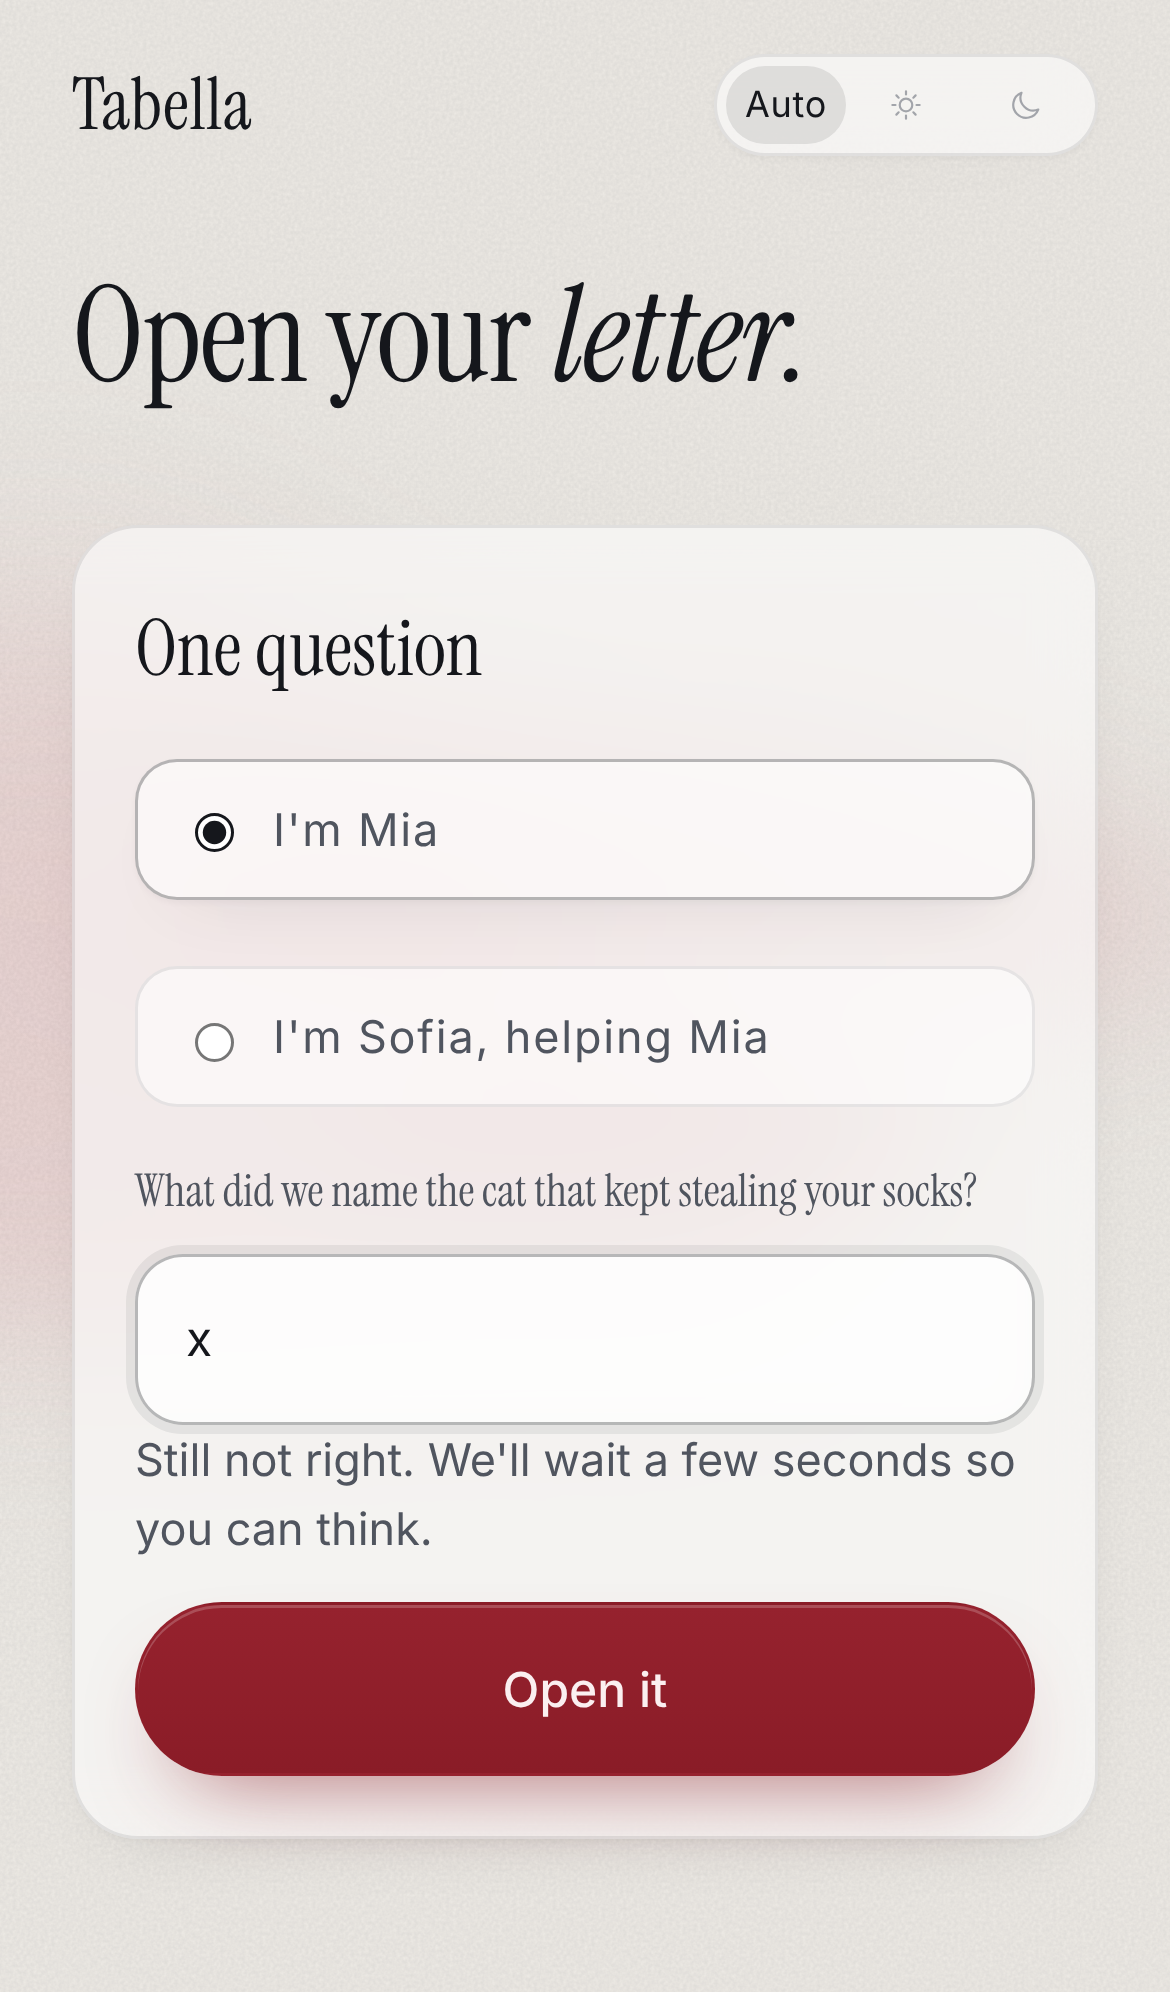 Tabella
Auto
Open your letter.
One question
I'm Mia
I'm Sofia, helping Mia
What did we name the cat that kept stealing your socks?
x
Still not right. We'll wait a few seconds so
you can think.
Open it